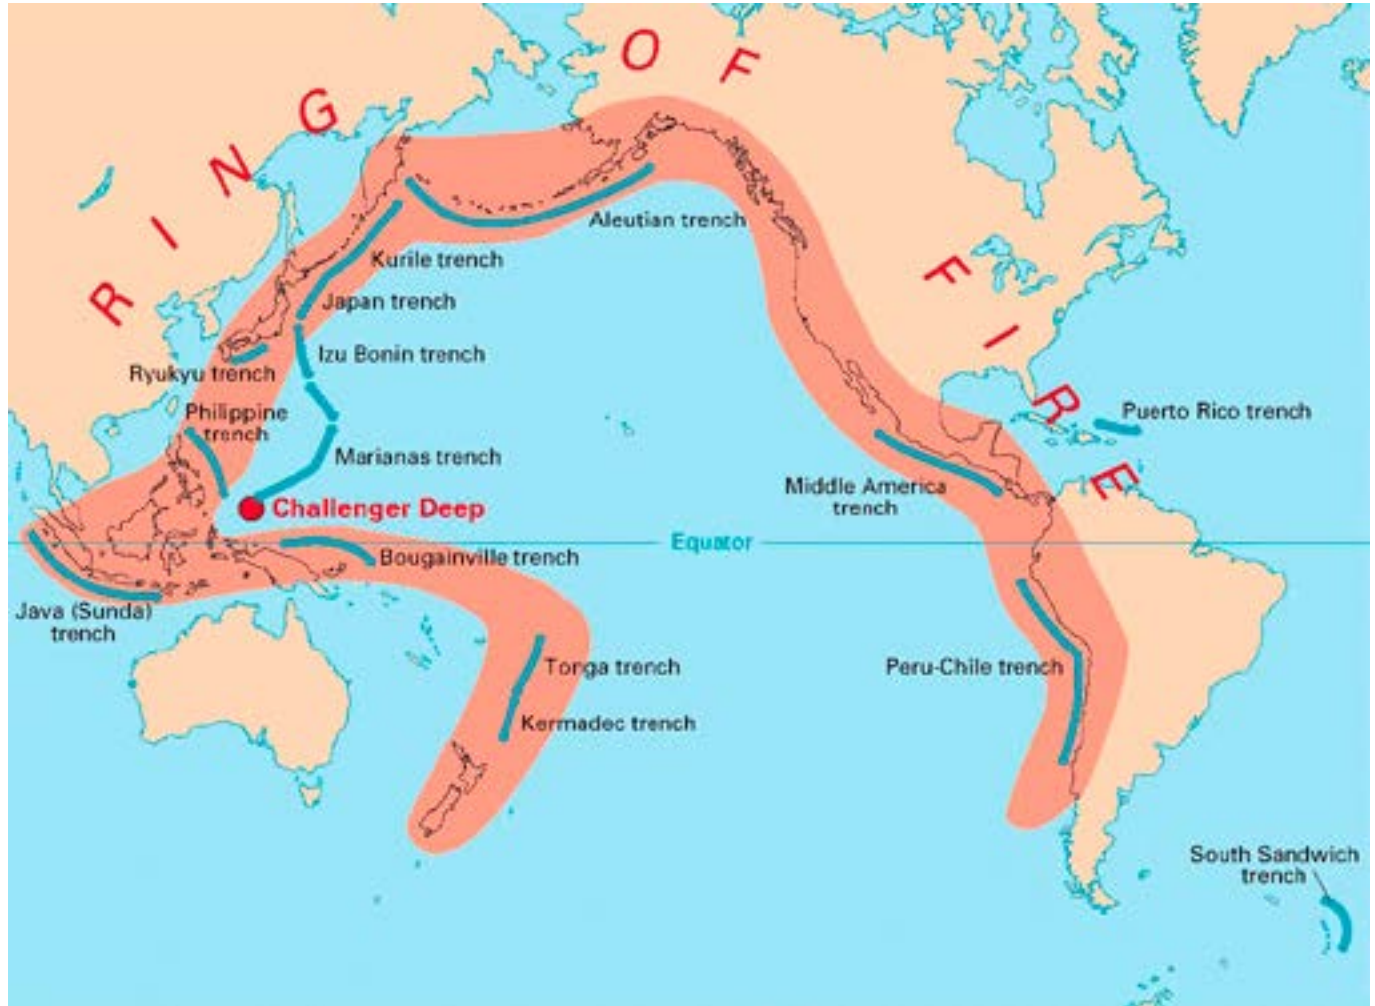 RING OF FIRE
Aleutian trench
Kurile trench
Japan trench
Izu Bonin trench
Ryukyu trench
Philippine
trench
Marianas trench
Challenger Deep
Puerto Rico trench
Middle America
trench
Equator
Bougainville trench
Java (Sunda)
trench
Tonga trench
Kermadec trench
Peru-Chile trench
South Sandwich
trench